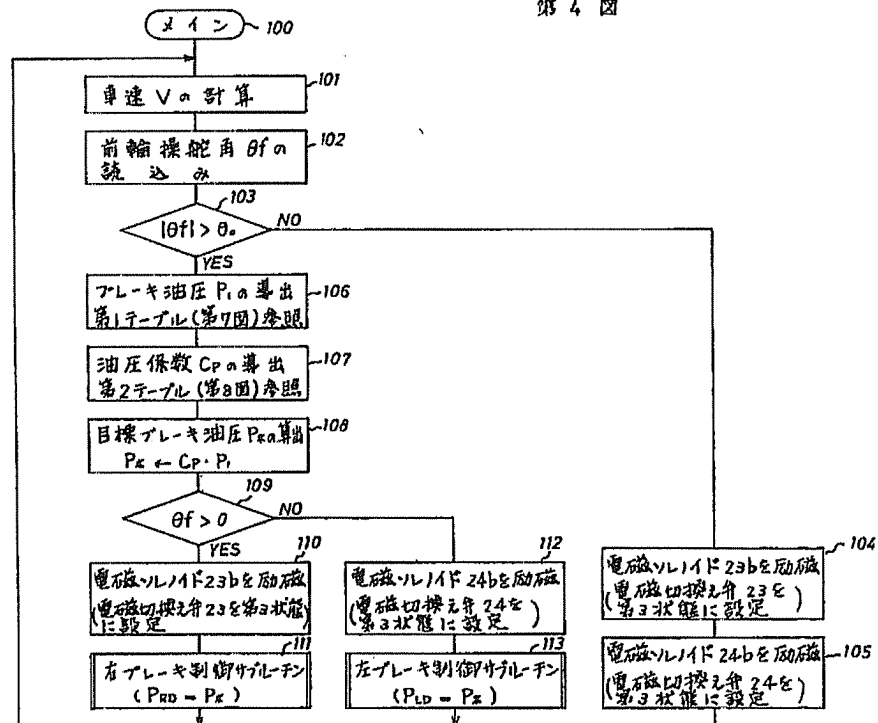 第4図
メイン 100
101
車速Vの計算
102
前輪操舵角θfの
読込み
103
|θf|>θ₀ NO
YES
ブレーキ油圧P₁の導出 106
第1テーブル(第7図)参照
油圧係数CPの導出 107
第2テーブル(第8図)参照
目標ブレーキ油圧PXの算出 108
PX ← CP・P₁
109
θf>0 NO
YES
110
電磁ソレノイド23bを励磁
(電磁切換え弁23を第3状態に設定)
111
右ブレーキ制御サブルーチン
(PRD = PX)
112
電磁ソレノイド24bを励磁
(電磁切換え弁24を
第3状態に設定)
113
左ブレーキ制御サブルーチン
(PLD = PX)
104
電磁ソレノイド23bを励磁
(電磁切換え弁23を
第3状態に設定)
電磁ソレノイド24bを励磁 105
(電磁切換え弁24を
第3状態に設定)